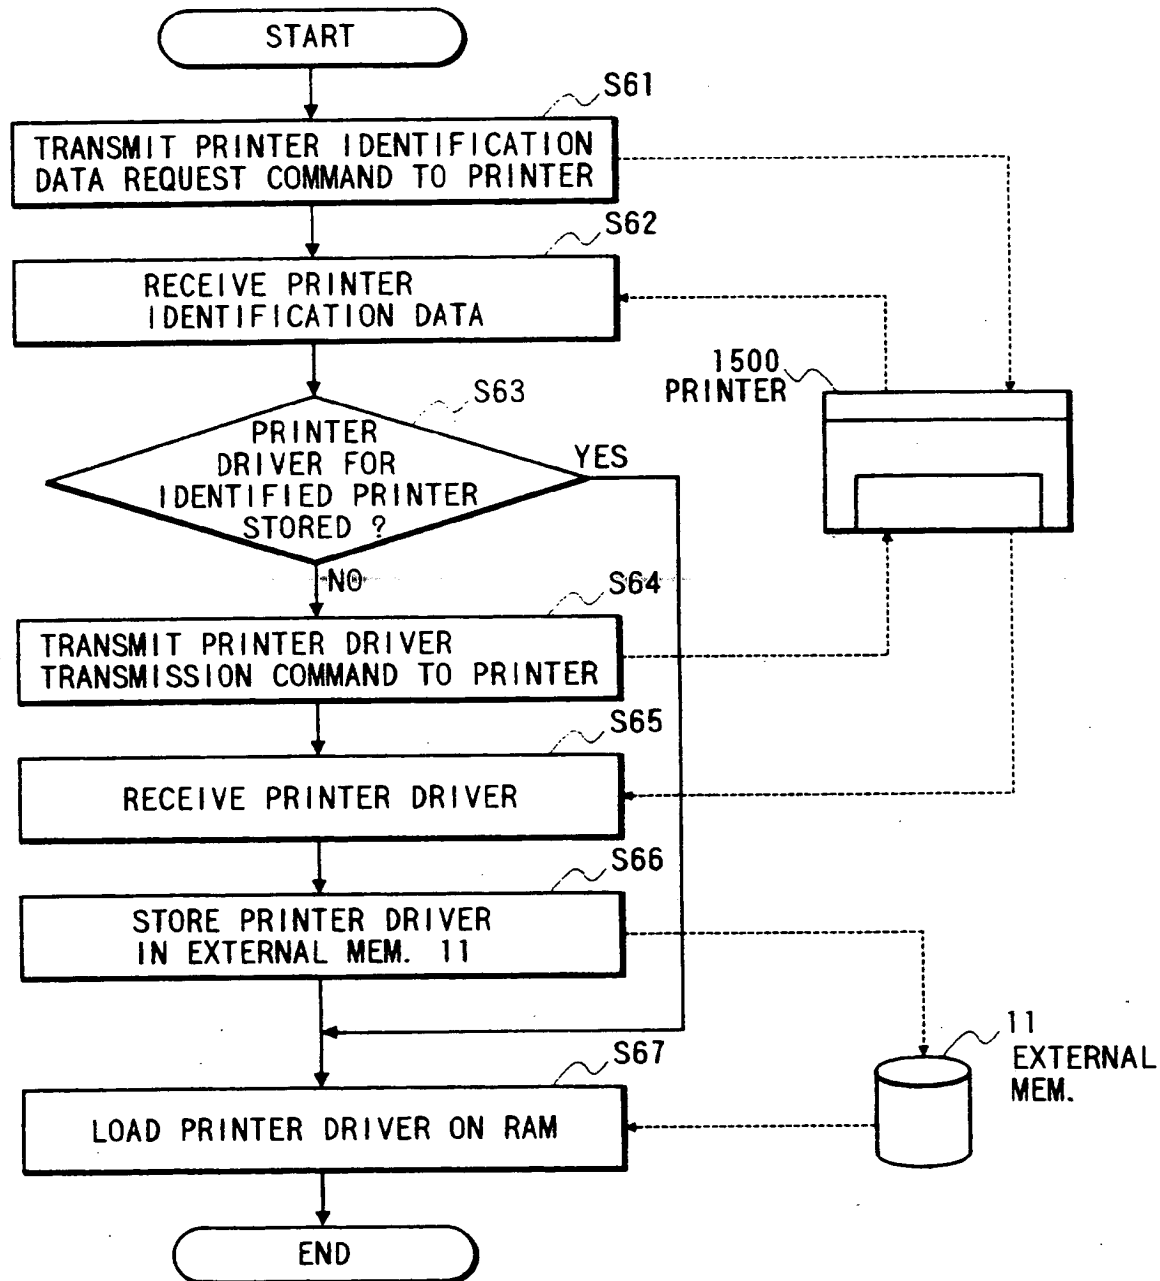 START
S61
TRANSMIT PRINTER IDENTIFICATION
DATA REQUEST COMMAND TO PRINTER
S62
RECEIVE PRINTER
IDENTIFICATION DATA
1500
PRINTER
S63
PRINTER
DRIVER FOR
IDENTIFIED PRINTER
STORED ?
YES
NO
S64
TRANSMIT PRINTER DRIVER
TRANSMISSION COMMAND TO PRINTER
S65
RECEIVE PRINTER DRIVER
S66
STORE PRINTER DRIVER
IN EXTERNAL MEM. 11
11
EXTERNAL
MEM.
S67
LOAD PRINTER DRIVER ON RAM
END